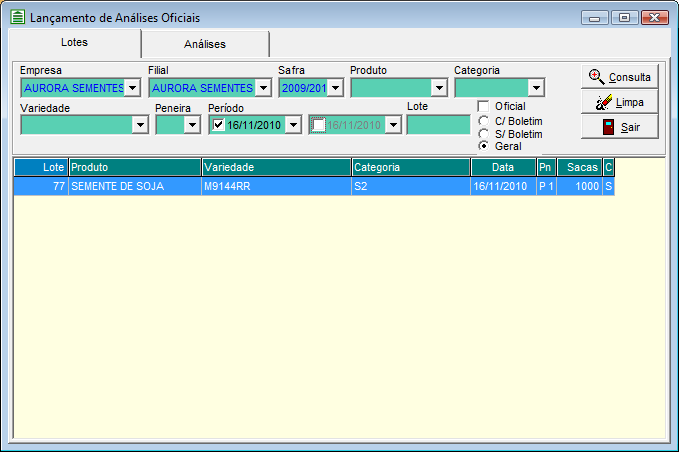 Lançamento de Análises Oficiais
Lotes Análises
Empresa Filial Safra Produto Categoria
AURORA SEMENTES AURORA SEMENTES 2009/201
Consulta
Variedade Peneira Período Lote
Oficial
16/11/2010 16/11/2010
C/ Boletim
S/ Boletim
Geral
Limpa
Sair
Lote Produto Variedade Categoria Data Pn Sacas C
77 SEMENTE DE SOJA M9144RR S2 16/11/2010 P 1 1000 S